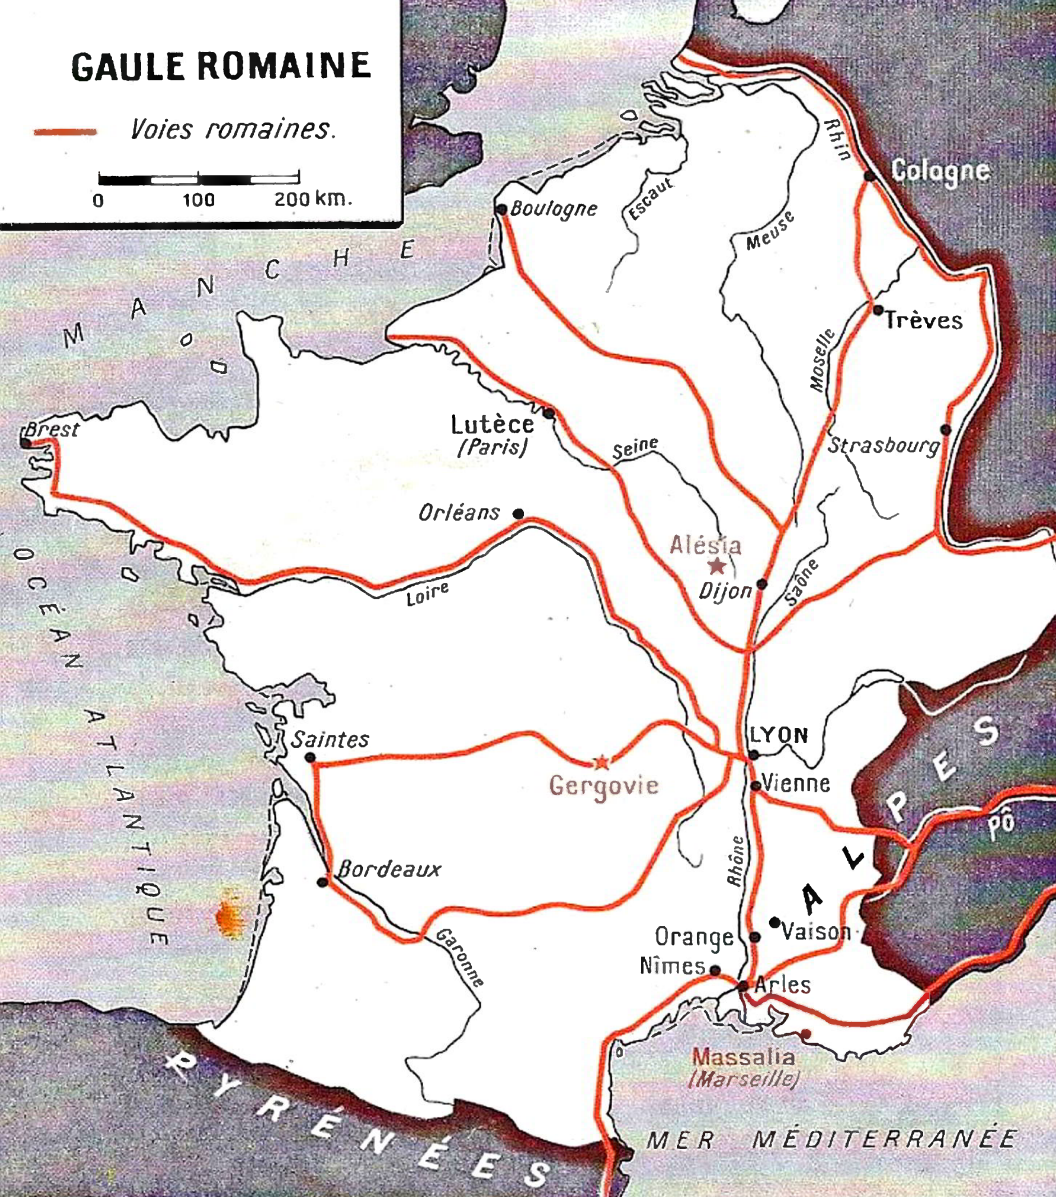 GAULE ROMAINE
Voies romaines.
0 100 200 km.
Rhin
Cologne
Boulogne
Escaut
Meuse
MANCHE
Trèves
Moselle
Brest
Lutèce
(Paris)
Seine
Strasbourg
Orléans
Alésia
Dijon
Saône
Loire
OCÉAN ATLANTIQUE
Saintes
LYON
Gergovie
Vienne
ALPES
PÔ
Rhône
Bordeaux
Garonne
Orange
Vaison
Nîmes
Arles
Massalia
(Marseille)
PYRÉNÉES
MER MÉDITERRANÉE